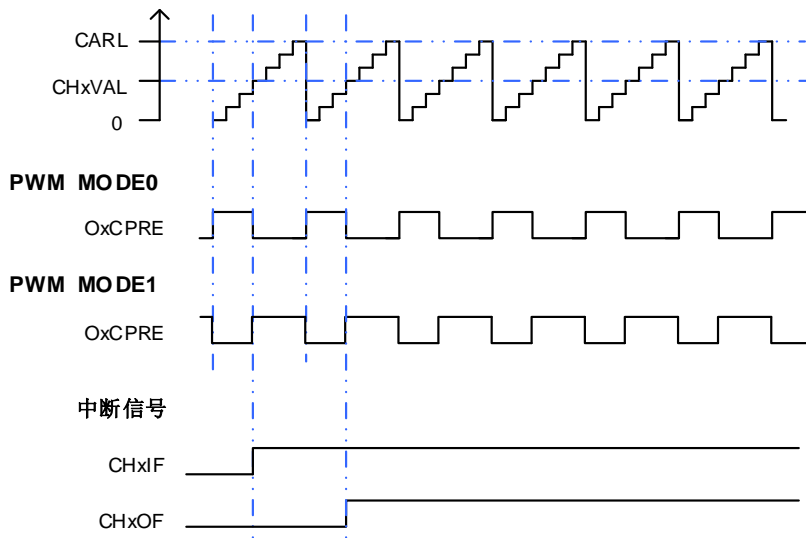 CARL
CHxVAL
0
PWM MODE0
OxCPRE
PWM MODE1
OxCPRE
中断信号
CHxIF
CHxOF